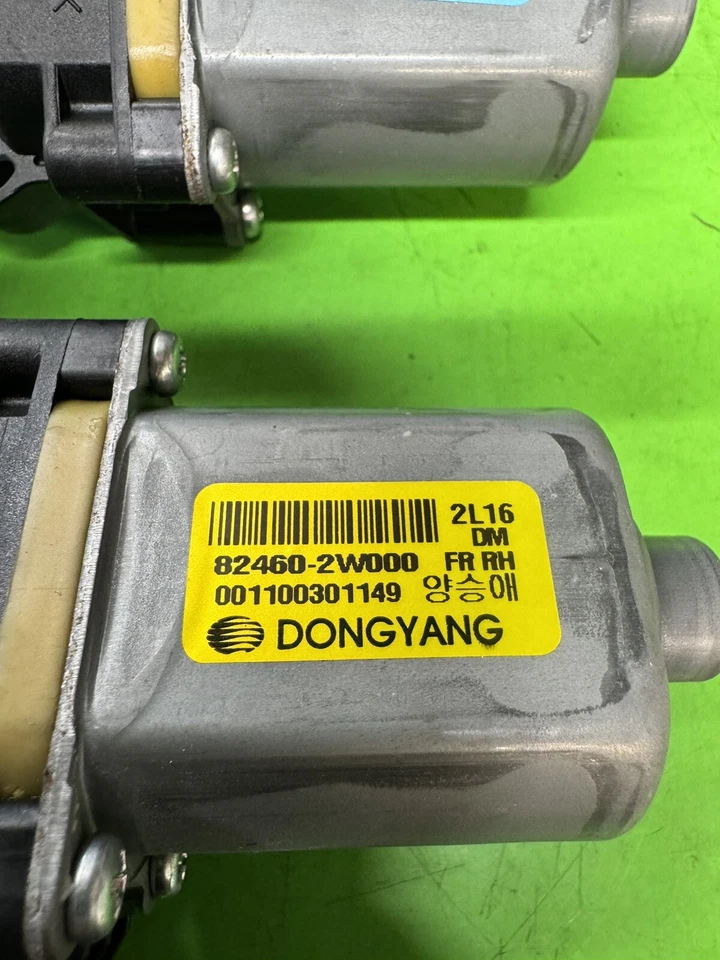 2L16
DM
82460-2W000 FR RH
001100301149 양승애
DONGYANG